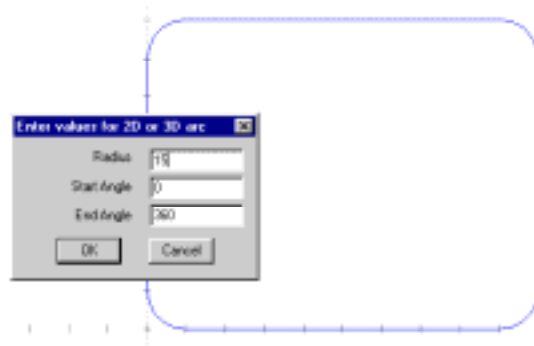 Enter values for 2D or 3D arc
Radius 15
Start Angle 0
End Angle 360
OK Cancel